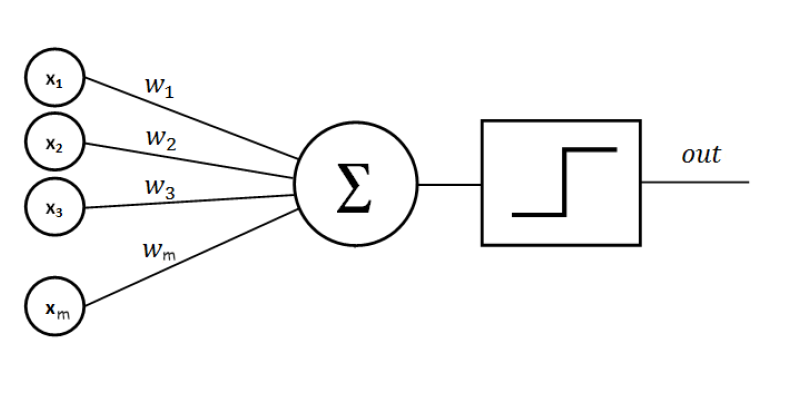 x₁
w₁
x₂
w₂
x₃
w₃
xₘ
wₘ
Σ
out